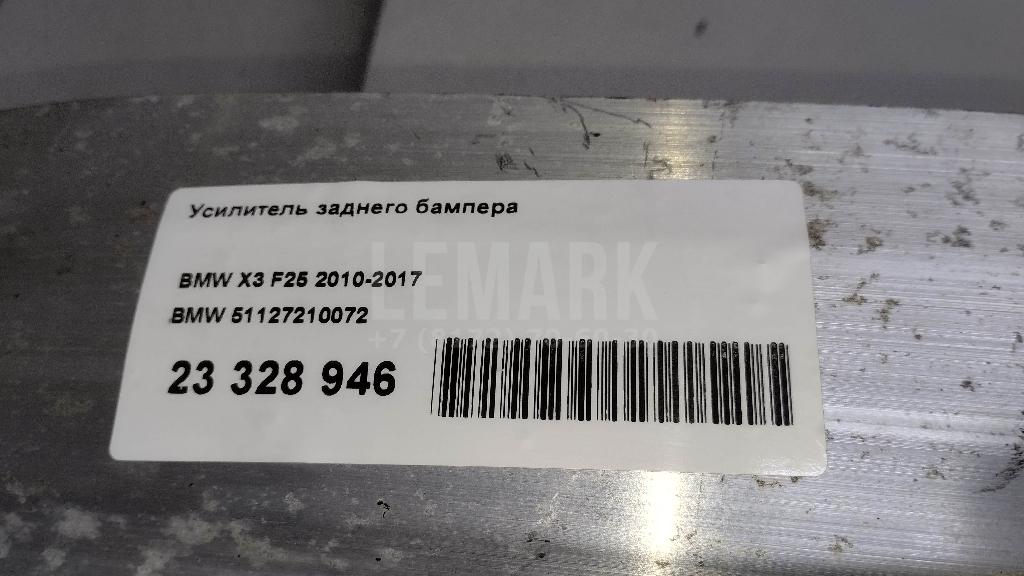 Усилитель заднего бампера
BMW X3 F25 2010-2017
BMW 51127210072
23 328 946
LEMARK